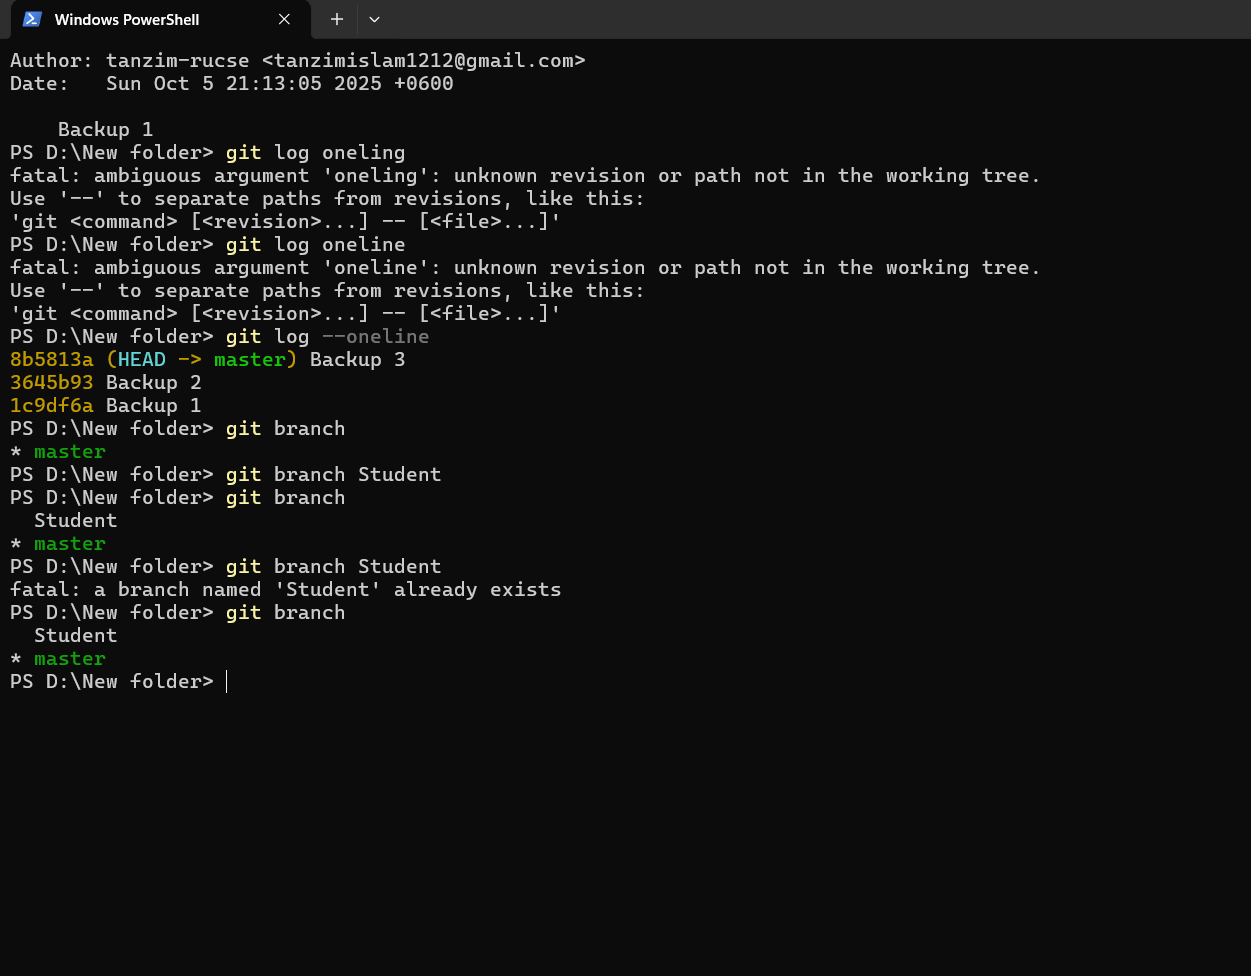 Windows PowerShell
Author: tanzim-rucse <tanzimislam1212@gmail.com>
Date:   Sun Oct 5 21:13:05 2025 +0600
    Backup 1
PS D:\New folder> git log oneling
fatal: ambiguous argument 'oneling': unknown revision or path not in the working tree.
Use '--' to separate paths from revisions, like this:
'git <command> [<revision>...] -- [<file>...]'
PS D:\New folder> git log oneline
fatal: ambiguous argument 'oneline': unknown revision or path not in the working tree.
Use '--' to separate paths from revisions, like this:
'git <command> [<revision>...] -- [<file>...]'
PS D:\New folder> git log --oneline
8b5813a (HEAD -> master) Backup 3
3645b93 Backup 2
1c9df6a Backup 1
PS D:\New folder> git branch
* master
PS D:\New folder> git branch Student
PS D:\New folder> git branch
  Student
* master
PS D:\New folder> git branch Student
fatal: a branch named 'Student' already exists
PS D:\New folder> git branch
  Student
* master
PS D:\New folder>